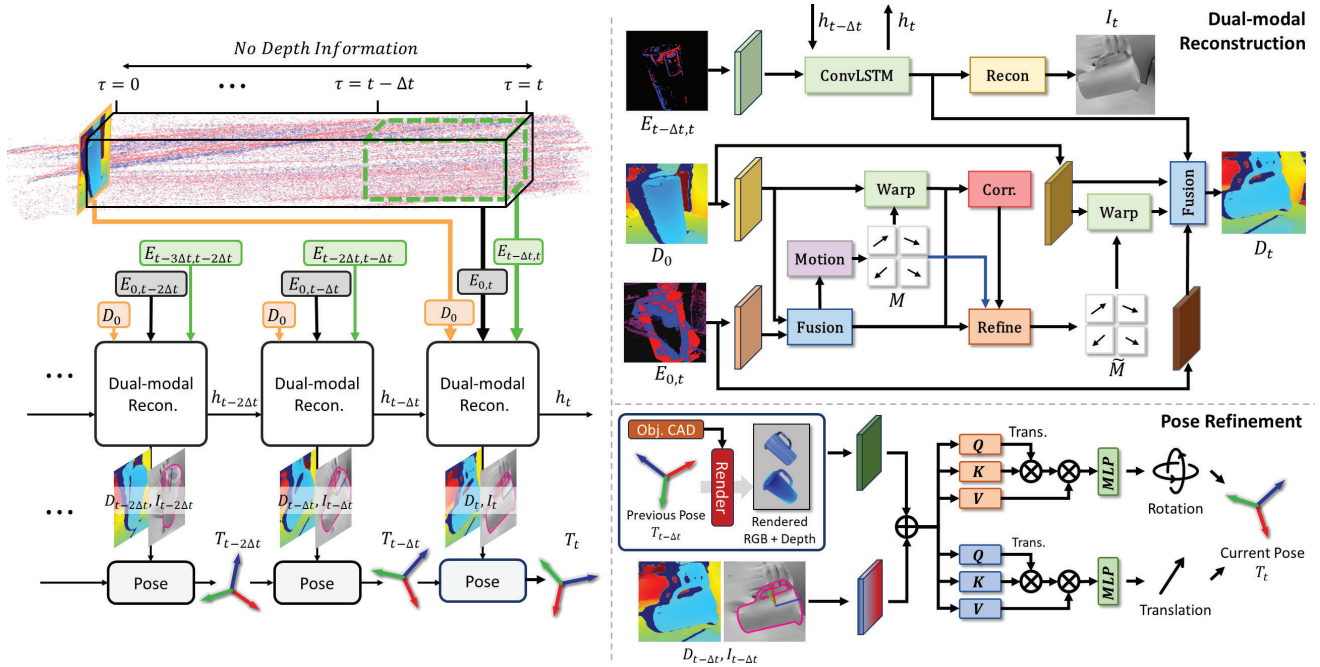 No Depth Information
τ = 0
•••
τ = t − Δt
τ = t
E_{t−3Δt,t−2Δt}
E_{0,t−2Δt}
D_0
E_{t−2Δt,t−Δt}
E_{0,t−Δt}
D_0
E_{t−Δt,t}
E_{0,t}
D_0
•••
Dual-modal
Recon.
h_{t−2Δt}
Dual-modal
Recon.
h_{t−Δt}
Dual-modal
Recon.
h_t
•••
D_{t−2Δt}, I_{t−2Δt}
D_{t−Δt}, I_{t−Δt}
D_t, I_t
T_{t−2Δt}
T_{t−Δt}
T_t
Pose
Pose
Pose
Dual-modal
Reconstruction
h_{t−Δt}
h_t
I_t
ConvLSTM
Recon
E_{t−Δt,t}
D_0
Warp
Corr.
Warp
Fusion
D_t
Motion
M
Fusion
Refine
M̃
E_{0,t}
Pose Refinement
Obj. CAD
Render
Previous Pose
T_{t−Δt}
Rendered
RGB + Depth
D_{t−Δt}, I_{t−Δt}
Q
K
V
Trans.
MLP
Rotation
Q
K
V
Trans.
MLP
Translation
Current Pose
T_t